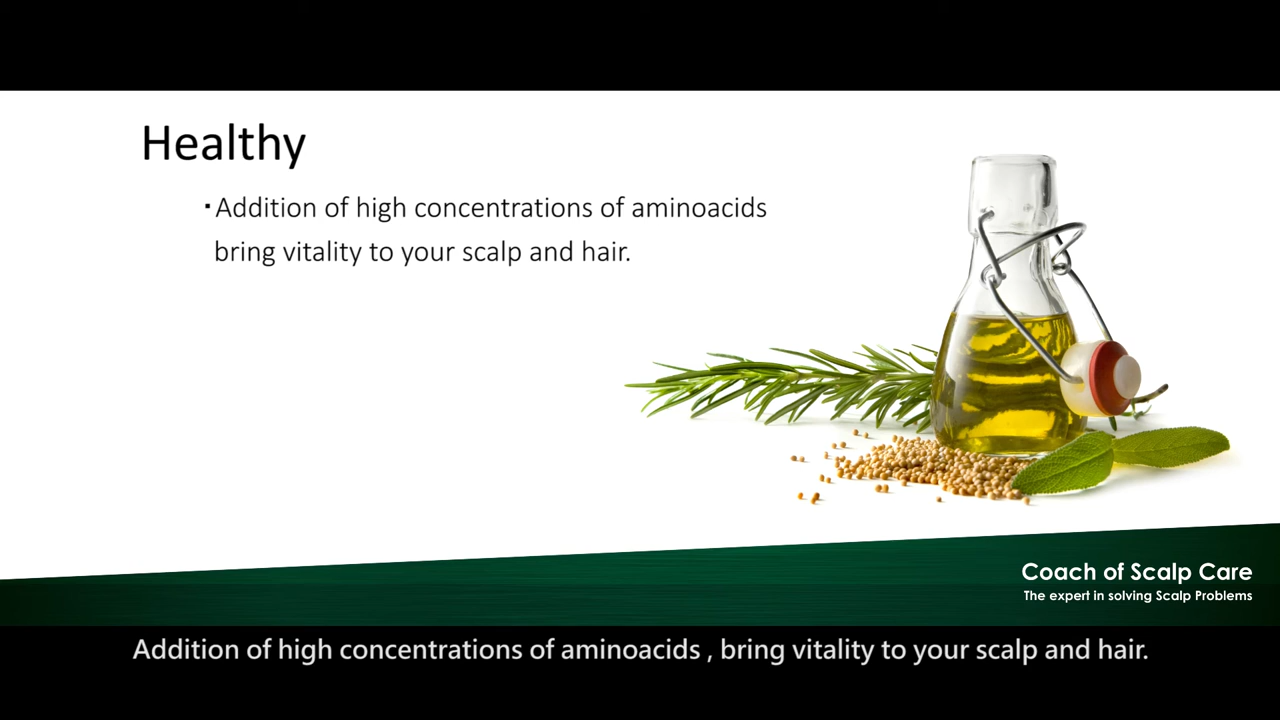 Healthy
·Addition of high concentrations of aminoacids
bring vitality to your scalp and hair.
Coach of Scalp Care
The expert in solving Scalp Problems
Addition of high concentrations of aminoacids , bring vitality to your scalp and hair.